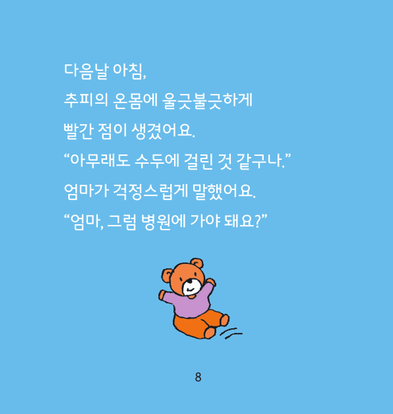 다음날 아침,
추피의 온몸에 울긋불긋하게
빨간 점이 생겼어요.
“아무래도 수두에 걸린 것 같구나.”
엄마가 걱정스럽게 말했어요.
“엄마, 그럼 병원에 가야 돼요?”
8